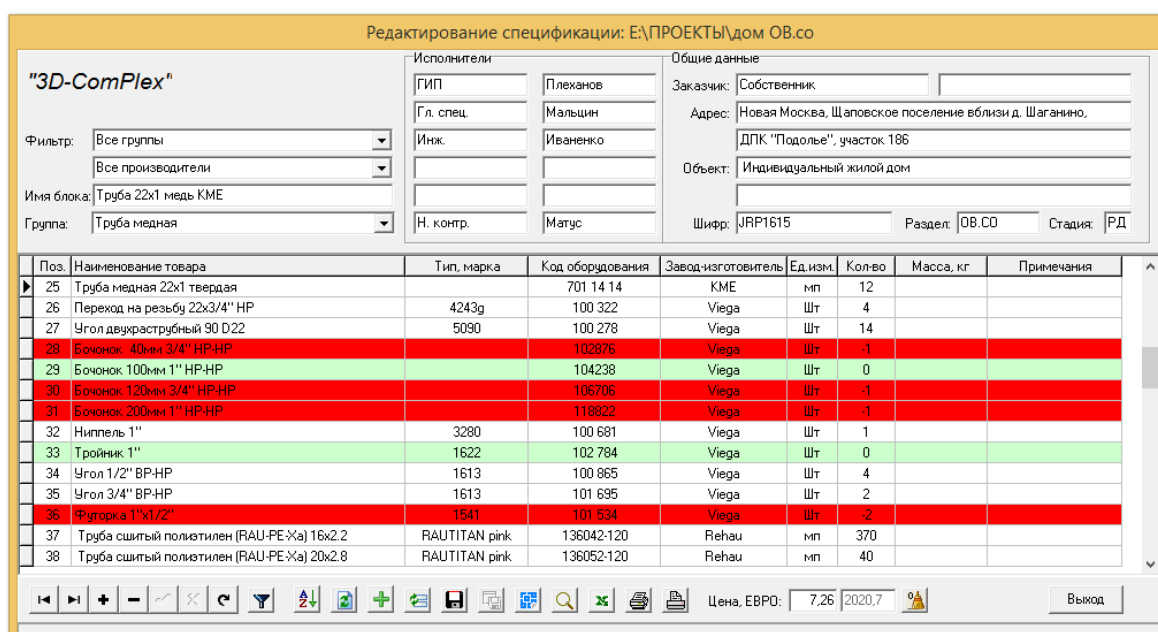 Редактирование спецификации: E:\ПРОЕКТЫ\дом ОВ.со
"3D-ComPlex"
Фильтр: Все группы
Все производители
Имя блока: Труба 22x1 медь KME
Группа: Труба медная
Исполнители
ГИП Плеханов
Гл. спец. Мальцин
Инж. Иваненко
Н. контр. Матус
Общие данные
Заказчик: Собственник
Адрес: Новая Москва, Щаповское поселение вблизи д. Шаганино,
ДПК "Подолье", участок 186
Объект: Индивидуальный жилой дом
Шифр: JRP1615 Раздел: ОВ.СО Стадия: РД
Поз. Наименование товара Тип, марка Код оборудования Завод-изготовитель Ед.изм. Кол-во Масса, кг Примечания
25 Труба медная 22x1 твердая 701 14 14 KME мп 12
26 Переход на резьбу 22x3/4" НР 4243g 100 322 Viega Шт 4
27 Угол двухраструбный 90 D22 5090 100 278 Viega Шт 14
28 Бочонок 40мм 3/4" НР-НР 102876 Viega Шт -1
29 Бочонок 100мм 1" НР-НР 104238 Viega Шт 0
30 Бочонок 120мм 3/4" НР-НР 106706 Viega Шт -1
31 Бочонок 200мм 1" НР-НР 118822 Viega Шт -1
32 Ниппель 1" 3280 100 681 Viega Шт 1
33 Тройник 1" 1622 102 784 Viega Шт 0
34 Угол 1/2" ВР-НР 1613 100 865 Viega Шт 4
35 Угол 3/4" ВР-НР 1613 101 695 Viega Шт 2
36 Футорка 1"x1/2" 1541 101 534 Viega Шт -2
37 Труба сшитый полиэтилен (RAU-PE-Xa) 16x2.2 RAUTITAN pink 136042-120 Rehau мп 370
38 Труба сшитый полиэтилен (RAU-PE-Xa) 20x2.8 RAUTITAN pink 136052-120 Rehau мп 40
Цена, ЕВРО: 7,26 2020,7 Выход